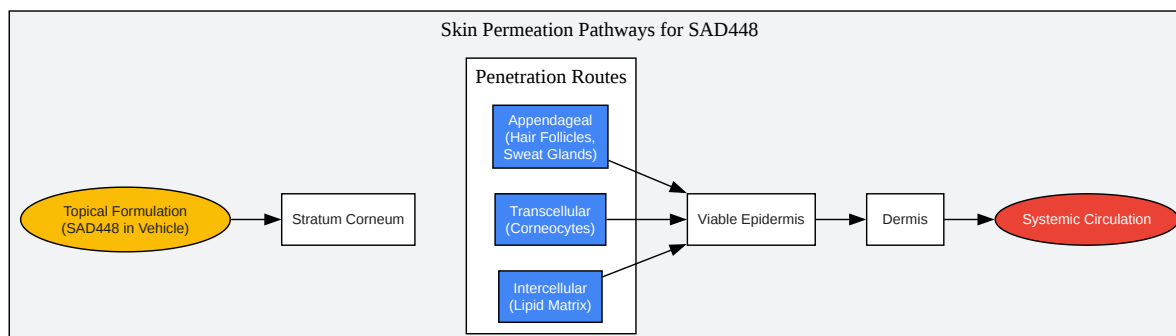 Skin Permeation Pathways for SAD448
Topical Formulation
(SAD448 in Vehicle)
Stratum Corneum
Penetration Routes
Appendageal
(Hair Follicles,
Sweat Glands)
Transcellular
(Corneocytes)
Intercellular
(Lipid Matrix)
Viable Epidermis
Dermis
Systemic Circulation